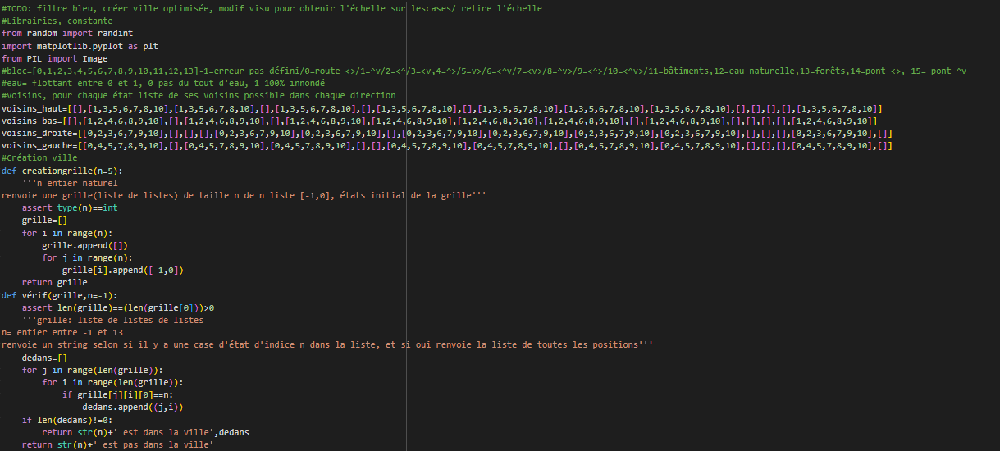 #TODO: filtre bleu, créer ville optimisée, modif visu pour obtenir l'échelle sur lescases/ retire l'échelle
#Librairies, constante
from random import randint
import matplotlib.pyplot as plt
from PIL import Image
#bloc=[0,1,2,3,4,5,6,7,8,9,10,11,12,13]-1=erreur pas défini/0=route <>/1=^v/2=<^/3=<v,4=^>/5=v>/6=<^v/7=<v>/8=^v>/9=<^>/10=<^v>/11=bâtiments,12=eau naturelle,13=forêts,14=pont <>, 15= pont ^v
#eau= flottant entre 0 et 1, 0 pas du tout d'eau, 1 100% innondé
#voisins, pour chaque état liste de ses voisins possible dans chaque direction
voisins_haut=[[],[1,3,5,6,7,8,10],[1,3,5,6,7,8,10],[],[1,3,5,6,7,8,10],[],[1,3,5,6,7,8,10],[],[1,3,5,6,7,8,10],[1,3,5,6,7,8,10],[1,3,5,6,7,8,10],[],[],[],[],[1,3,5,6,7,8,10]]
voisins_bas=[[],[1,2,4,6,8,9,10],[],[1,2,4,6,8,9,10],[],[1,2,4,6,8,9,10],[1,2,4,6,8,9,10],[1,2,4,6,8,9,10],[1,2,4,6,8,9,10],[],[1,2,4,6,8,9,10],[],[],[],[],[1,2,4,6,8,9,10]]
voisins_droite=[[0,2,3,6,7,9,10],[],[],[],[0,2,3,6,7,9,10],[0,2,3,6,7,9,10],[],[0,2,3,6,7,9,10],[0,2,3,6,7,9,10],[0,2,3,6,7,9,10],[0,2,3,6,7,9,10],[],[],[],[0,2,3,6,7,9,10],[]]
voisins_gauche=[[0,4,5,7,8,9,10],[],[0,4,5,7,8,9,10],[0,4,5,7,8,9,10],[],[],[0,4,5,7,8,9,10],[0,4,5,7,8,9,10],[],[0,4,5,7,8,9,10],[0,4,5,7,8,9,10],[],[],[],[0,4,5,7,8,9,10],[]]
#Création ville
def creationgrille(n=5):
    '''n entier naturel
renvoie une grille(liste de listes) de taille n de n liste [-1,0], états initial de la grille'''
    assert type(n)==int
    grille=[]
    for i in range(n):
        grille.append([])
        for j in range(n):
            grille[i].append([-1,0])
    return grille
def vérif(grille,n=-1):
    assert len(grille)==(len(grille[0]))>0
    '''grille: liste de listes de listes
n= entier entre -1 et 13
renvoie un string selon si il y a une case d'état d'indice n dans la liste, et si oui renvoie la liste de toutes les positions'''
    dedans=[]
    for j in range(len(grille)):
        for i in range(len(grille)):
            if grille[j][i][0]==n:
                dedans.append((j,i))
    if len(dedans)!=0:
        return str(n)+' est dans la ville',dedans
    return str(n)+' est pas dans la ville'